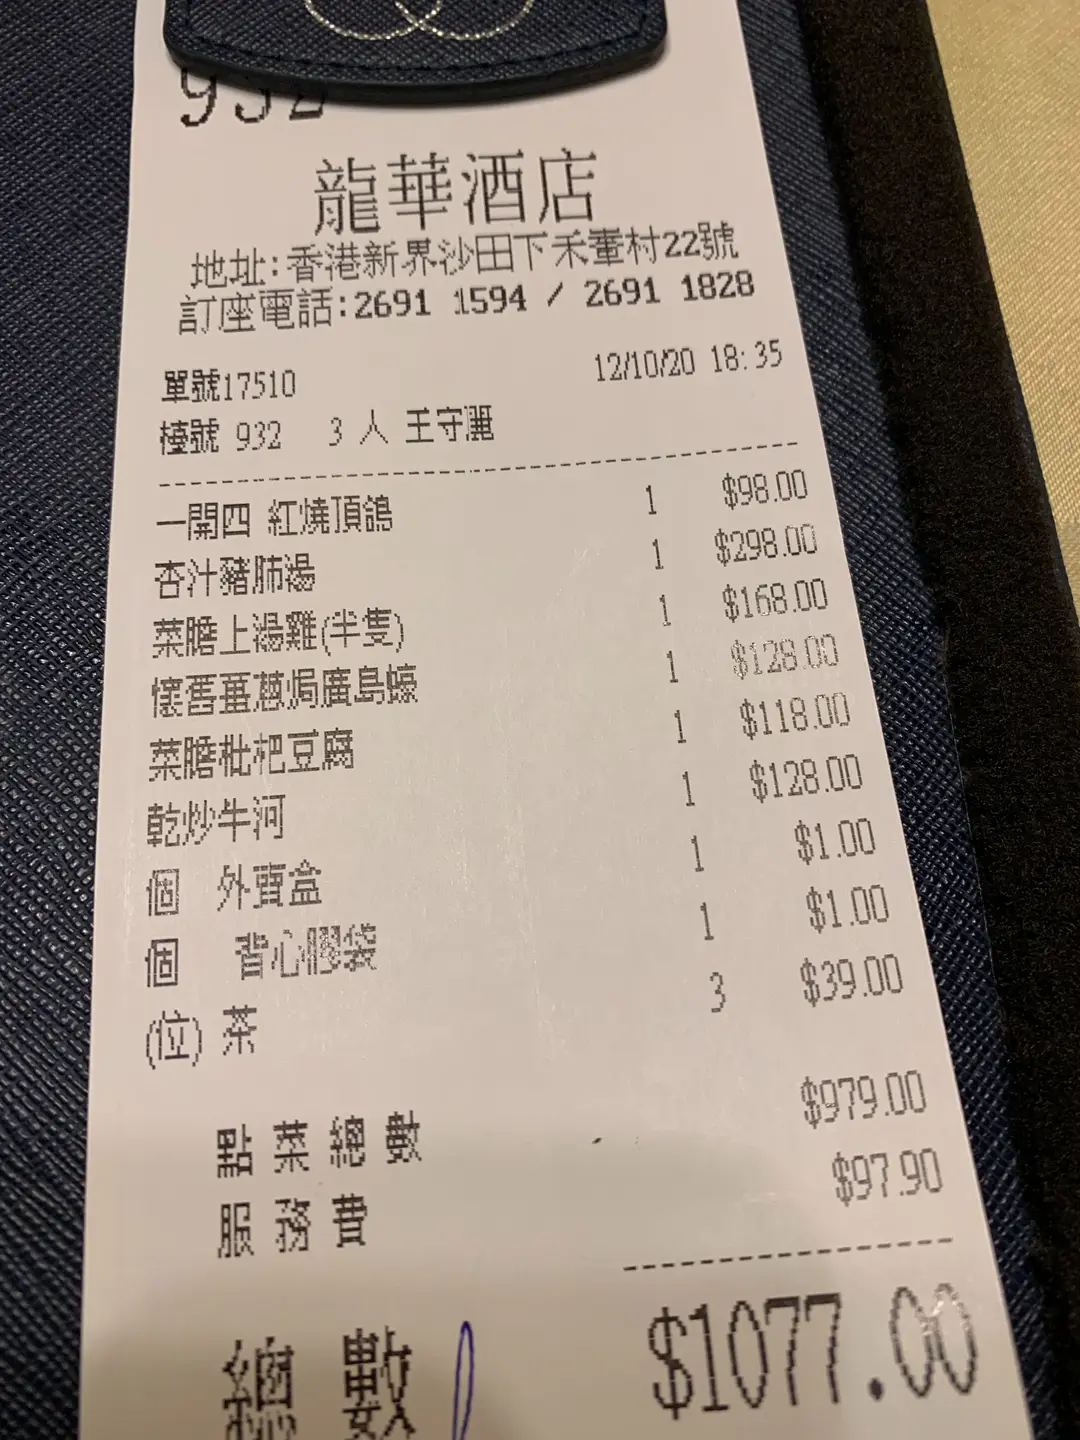 932
龍華酒店
地址:香港新界沙田下禾輋村22號
訂座電話:2691 1594 / 2691 1828
單號17510 12/10/20 18:35
檯號 932 3 人 王守麗
一開四 紅燒頂鴿 1 $98.00
杏汁豬肺湯 1 $298.00
菜膽上湯雞(半隻) 1 $168.00
懷舊薑蔥焗廣島蠔 1 $128.00
菜膽枇杷豆腐 1 $118.00
乾炒牛河 1 $128.00
個 外賣盒 1 $1.00
個 背心膠袋 1 $1.00
(位) 茶 3 $39.00
點菜總數 $979.00
服務費 $97.90
總數 $1077.00